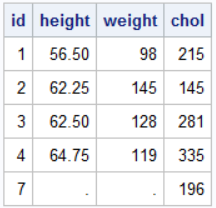 id height weight chol
1 56.50 98 215
2 62.25 145 145
3 62.50 128 281
4 64.75 119 335
7 . . 196